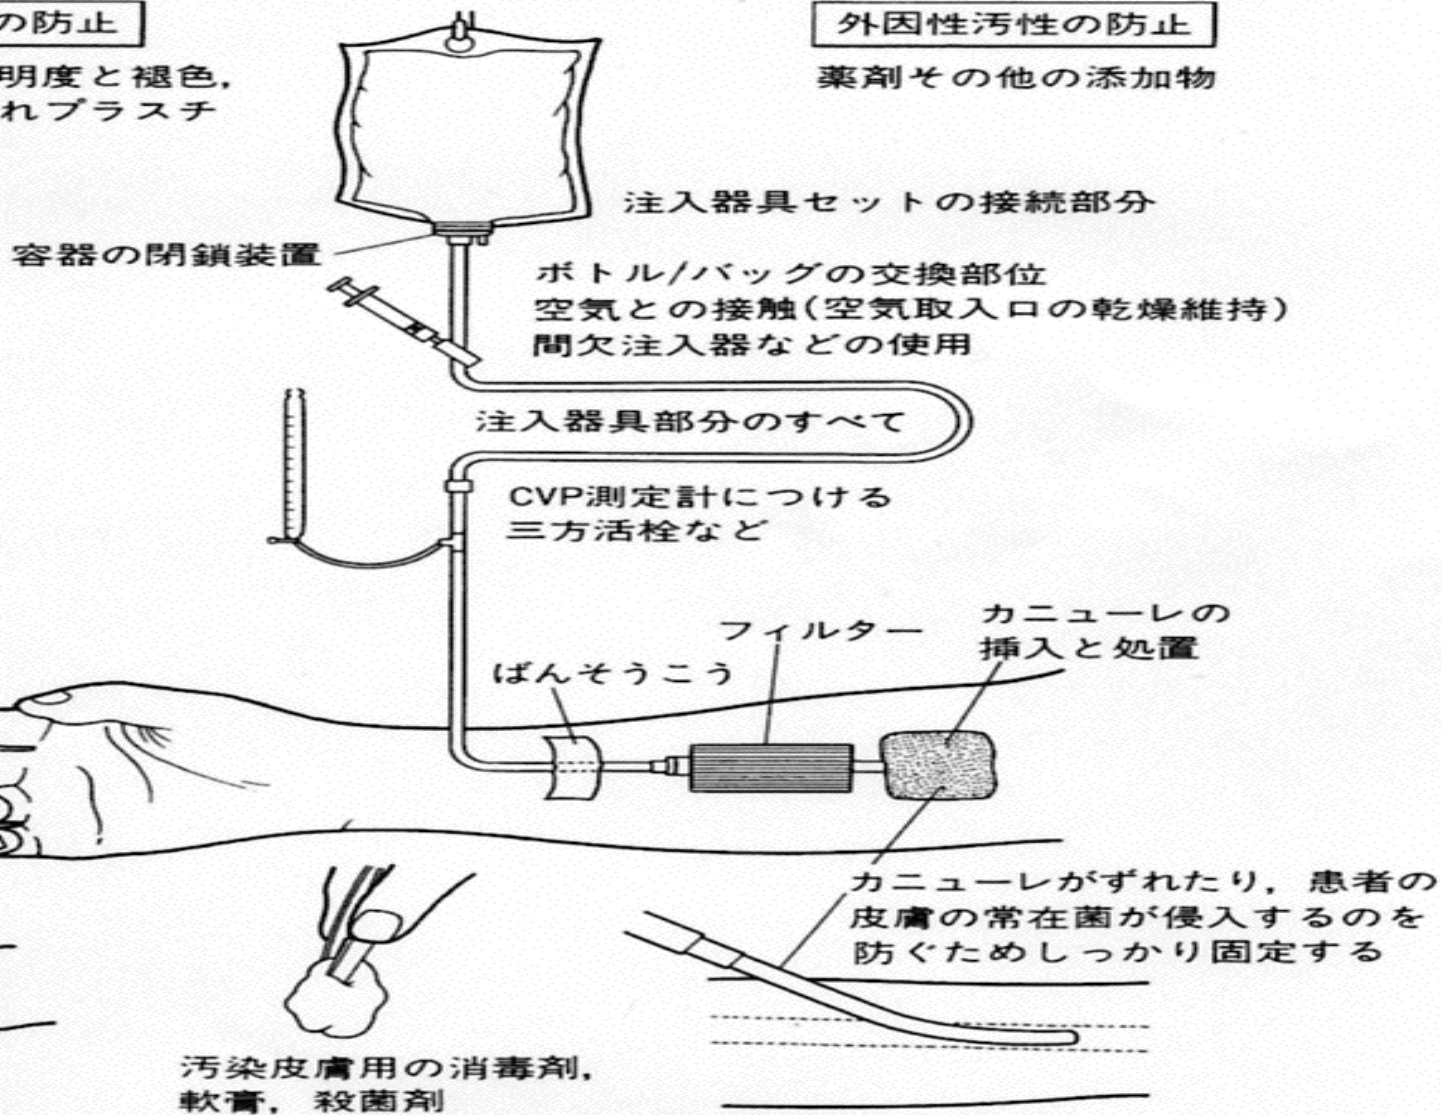 の防止
明度と褪色,
れプラスチ
外因性汚性の防止
薬剤その他の添加物
注入器具セットの接続部分
容器の閉鎖装置
ボトル/バッグの交換部位
空気との接触(空気取入口の乾燥維持)
間欠注入器などの使用
注入器具部分のすべて
CVP測定計につける
三方活栓など
フィルター
カニューレの
挿入と処置
ばんそうこう
カニューレがずれたり, 患者の
皮膚の常在菌が侵入するのを
防ぐためしっかり固定する
汚染皮膚用の消毒剤,
軟膏, 殺菌剤